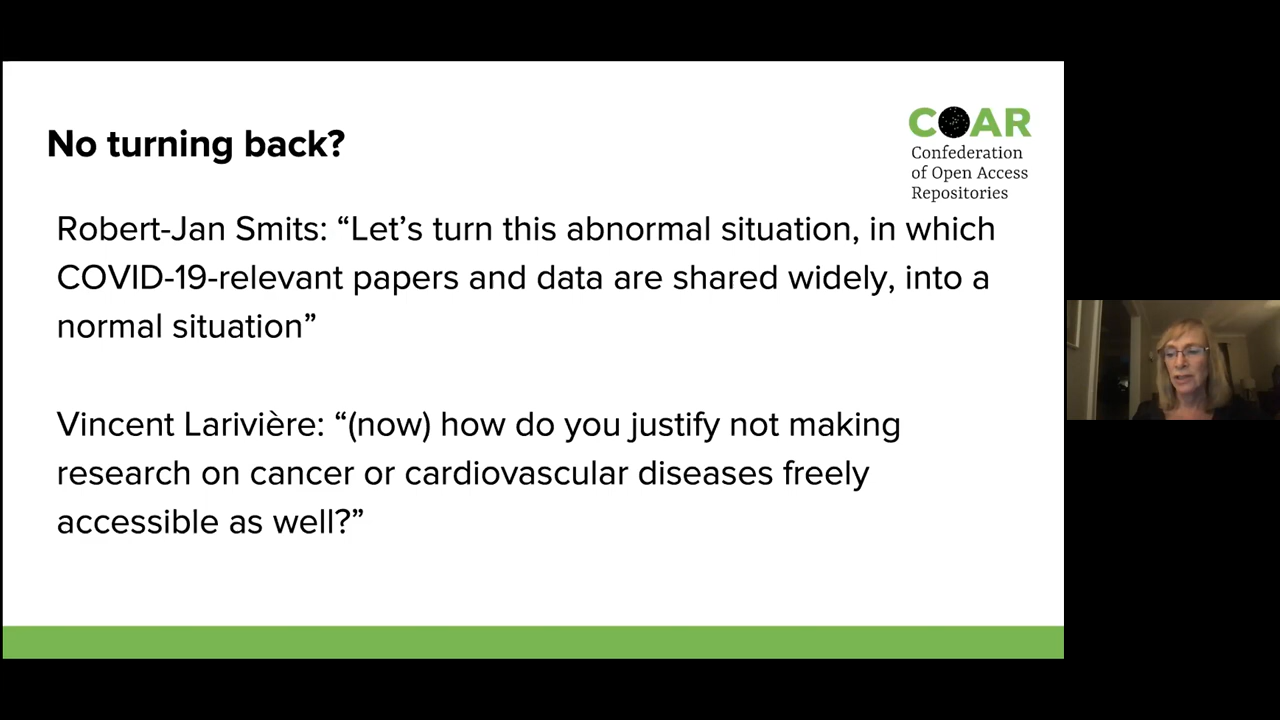 No turning back?
COAR
Confederation
of Open Access
Repositories
Robert-Jan Smits: “Let’s turn this abnormal situation, in which
COVID-19-relevant papers and data are shared widely, into a
normal situation”
Vincent Larivière: “(now) how do you justify not making
research on cancer or cardiovascular diseases freely
accessible as well?”